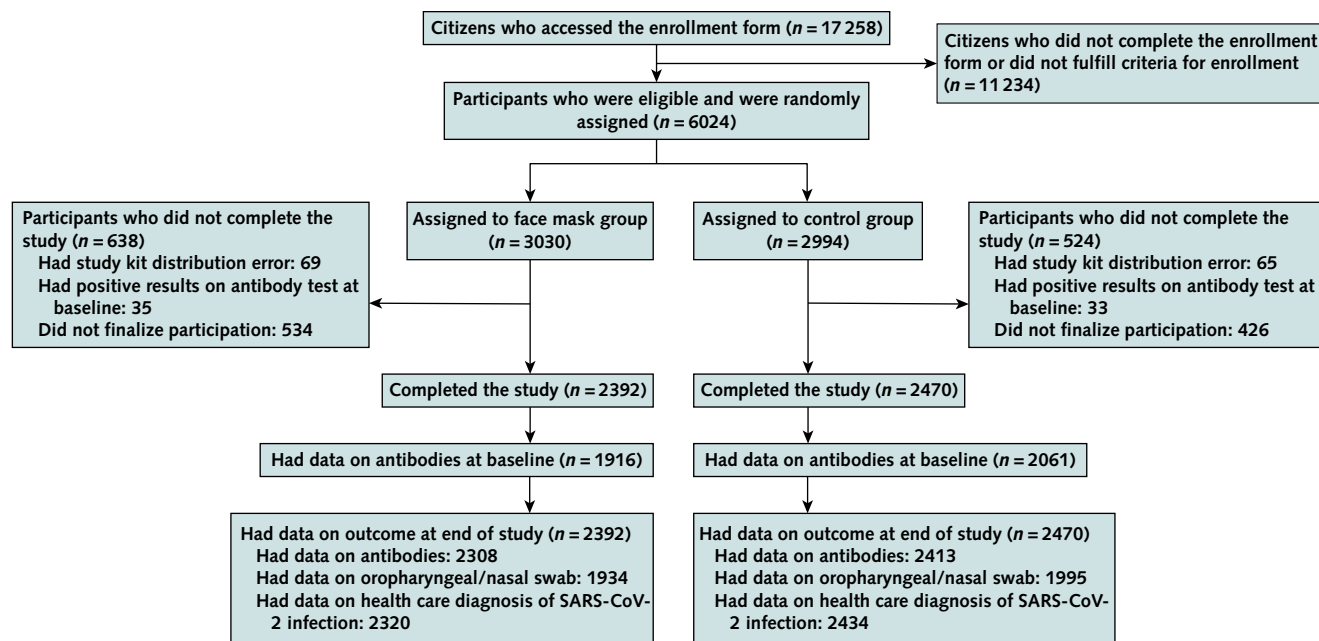 Citizens who accessed the enrollment form (n = 17 258)
Citizens who did not complete the enrollment
form or did not fulfill criteria for enrollment
(n = 11 234)
Participants who were eligible and were randomly
assigned (n = 6024)
Participants who did not complete the
study (n = 638)
Had study kit distribution error: 69
Had positive results on antibody test at
baseline: 35
Did not finalize participation: 534
Assigned to face mask group
(n = 3030)
Assigned to control group
(n = 2994)
Participants who did not complete the
study (n = 524)
Had study kit distribution error: 65
Had positive results on antibody test at
baseline: 33
Did not finalize participation: 426
Completed the study (n = 2392)
Completed the study (n = 2470)
Had data on antibodies at baseline (n = 1916)
Had data on antibodies at baseline (n = 2061)
Had data on outcome at end of study (n = 2392)
Had data on antibodies: 2308
Had data on oropharyngeal/nasal swab: 1934
Had data on health care diagnosis of SARS-CoV-
2 infection: 2320
Had data on outcome at end of study (n = 2470)
Had data on antibodies: 2413
Had data on oropharyngeal/nasal swab: 1995
Had data on health care diagnosis of SARS-CoV-
2 infection: 2434